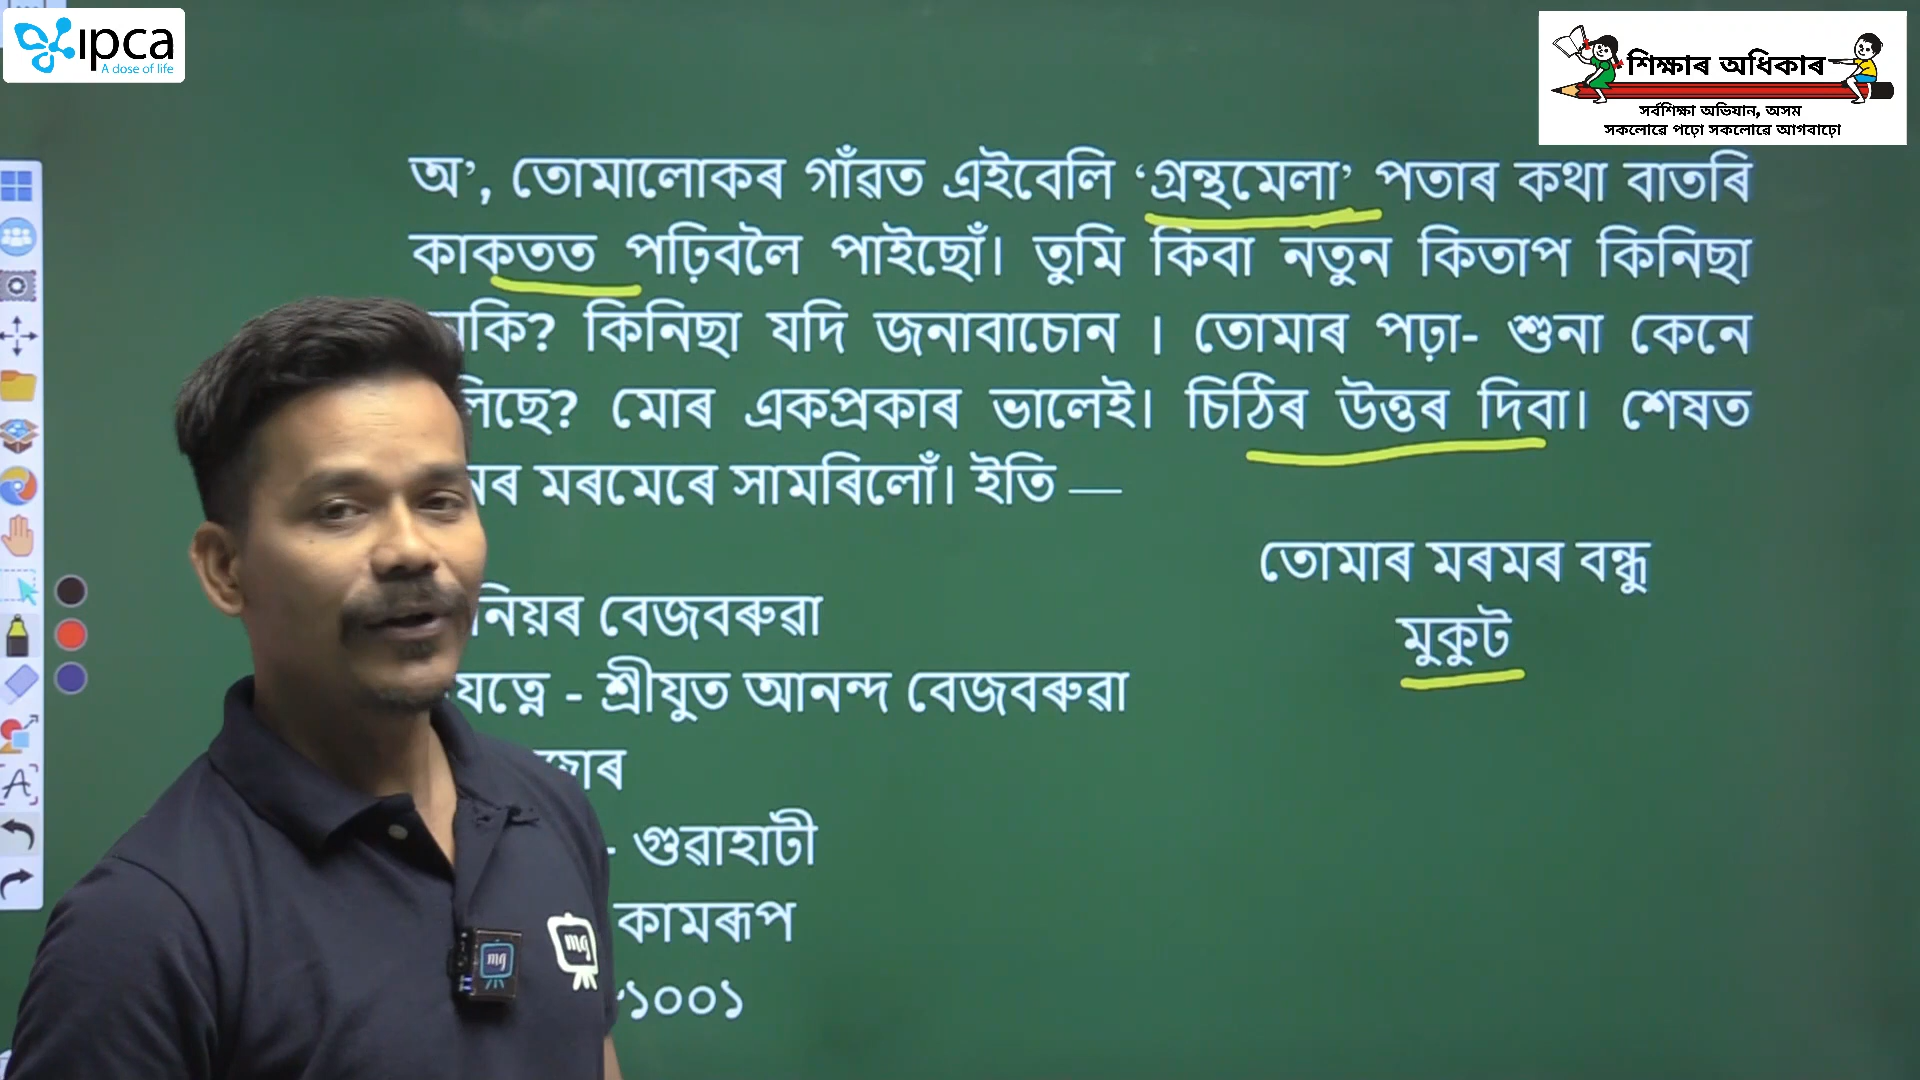 ipca
A dose of life
শিক্ষাৰ অধিকাৰ
সৰ্বশিক্ষা অভিযান, অসম
সকলোৱে পঢ়ো সকলোৱে আগবাঢ়ো
অ’, তোমালোকৰ গাঁৱত এইবেলি ‘গ্ৰন্থমেলা’ পতাৰ কথা বাতৰি
কাকতত পঢ়িবলৈ পাইছোঁ। তুমি কিবা নতুন কিতাপ কিনিছা
কিনিছা যদি জনাবাচোন । তোমাৰ পঢ়া- শুনা কেনে
মোৰ একপ্ৰকাৰ ভালেই। চিঠিৰ উত্তৰ দিবা। শেষত
মৰমেৰে সামৰিলোঁ। ইতি —
তোমাৰ মৰমৰ বন্ধু
মুকুট
বেজবৰুৱা
যত্নে - শ্ৰীযুত আনন্দ বেজবৰুৱা
- গুৱাহাটী
কামৰূপ
১০০১
mg
mg